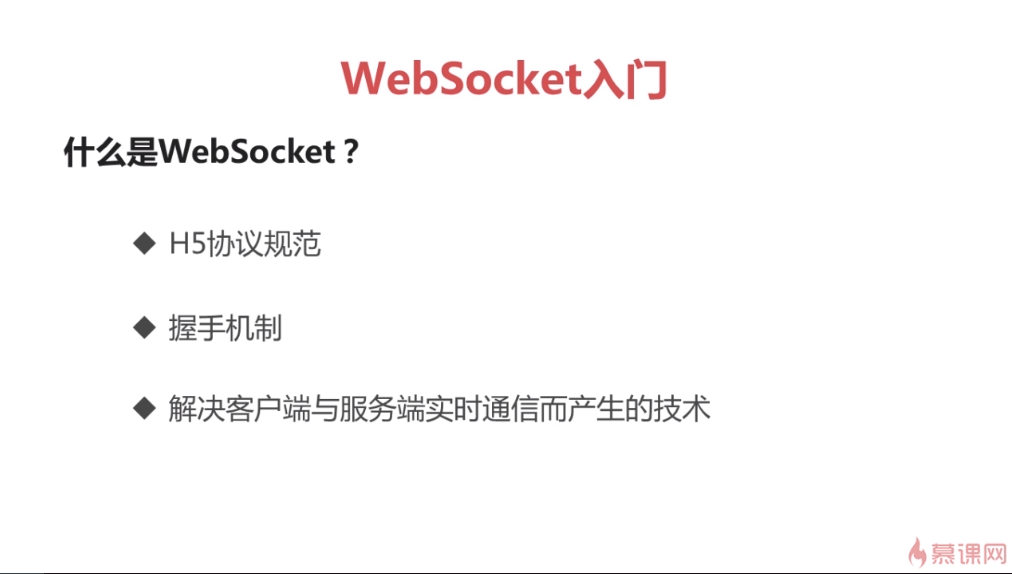 WebSocket入门
什么是WebSocket？
◆ H5协议规范
◆ 握手机制
◆ 解决客户端与服务端实时通信而产生的技术
慕课网